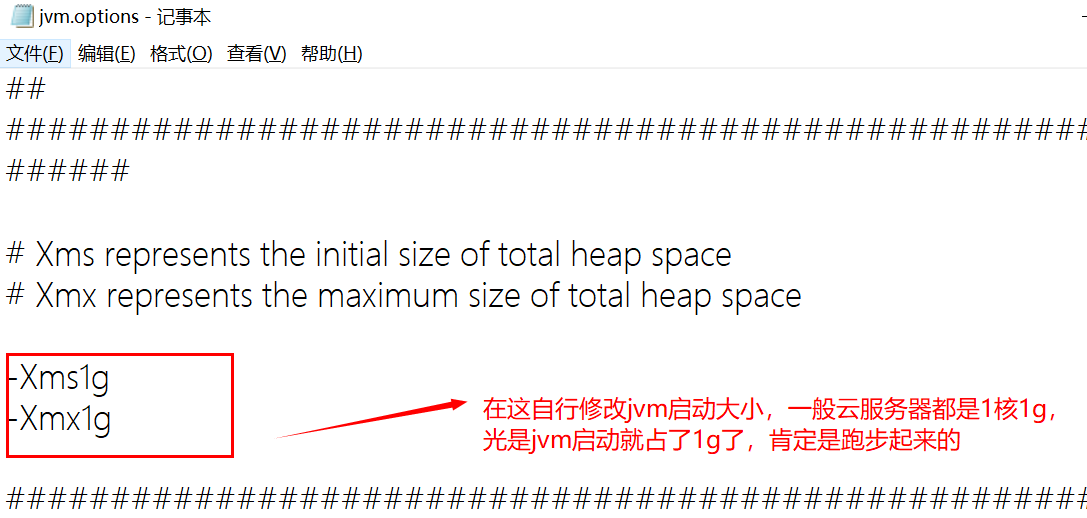 jvm.options - 记事本
文件(F) 编辑(E) 格式(O) 查看(V) 帮助(H)
##
####################################################
######
# Xms represents the initial size of total heap space
# Xmx represents the maximum size of total heap space
-Xms1g
-Xmx1g
在这自行修改jvm启动大小，一般云服务器都是1核1g，
光是jvm启动就占了1g了，肯定是跑步起来的
####################################################